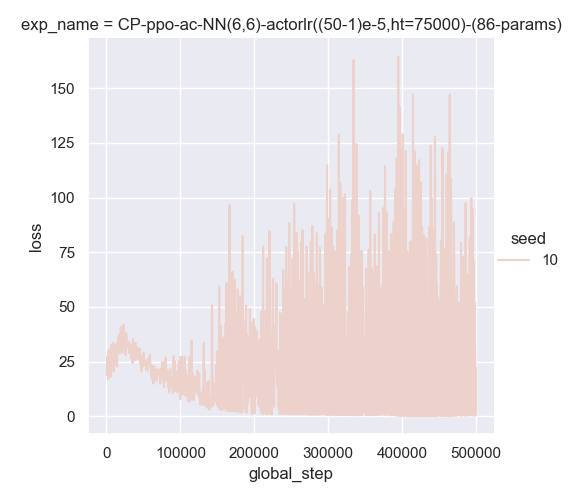 exp_name = CP-ppo-ac-NN(6,6)-actorlr((50-1)e-5,ht=75000)-(86-params)
150
125
100
75
50
25
0
loss
seed
10
0 100000 200000 300000 400000 500000
global_step